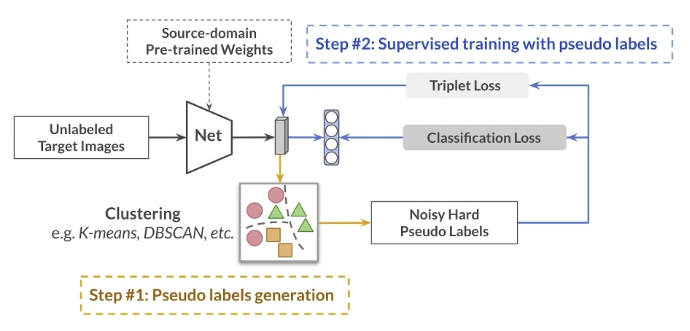 Source-domain
Pre-trained Weights
Step #2: Supervised training with pseudo labels
Triplet Loss
Unlabeled
Target Images
Net
Classification Loss
Clustering
e.g. K-means, DBSCAN, etc.
Noisy Hard
Pseudo Labels
Step #1: Pseudo labels generation